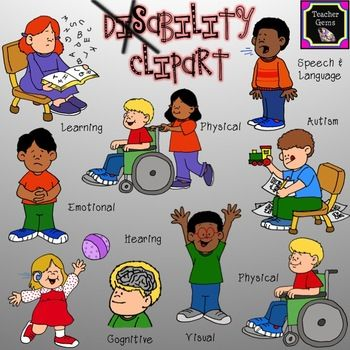 DISABILITY
CLIPART
Teacher
Gems
Speech &
Language
Learning
Physical
Autism
Emotional
Hearing
Physical
Cognitive
Visual